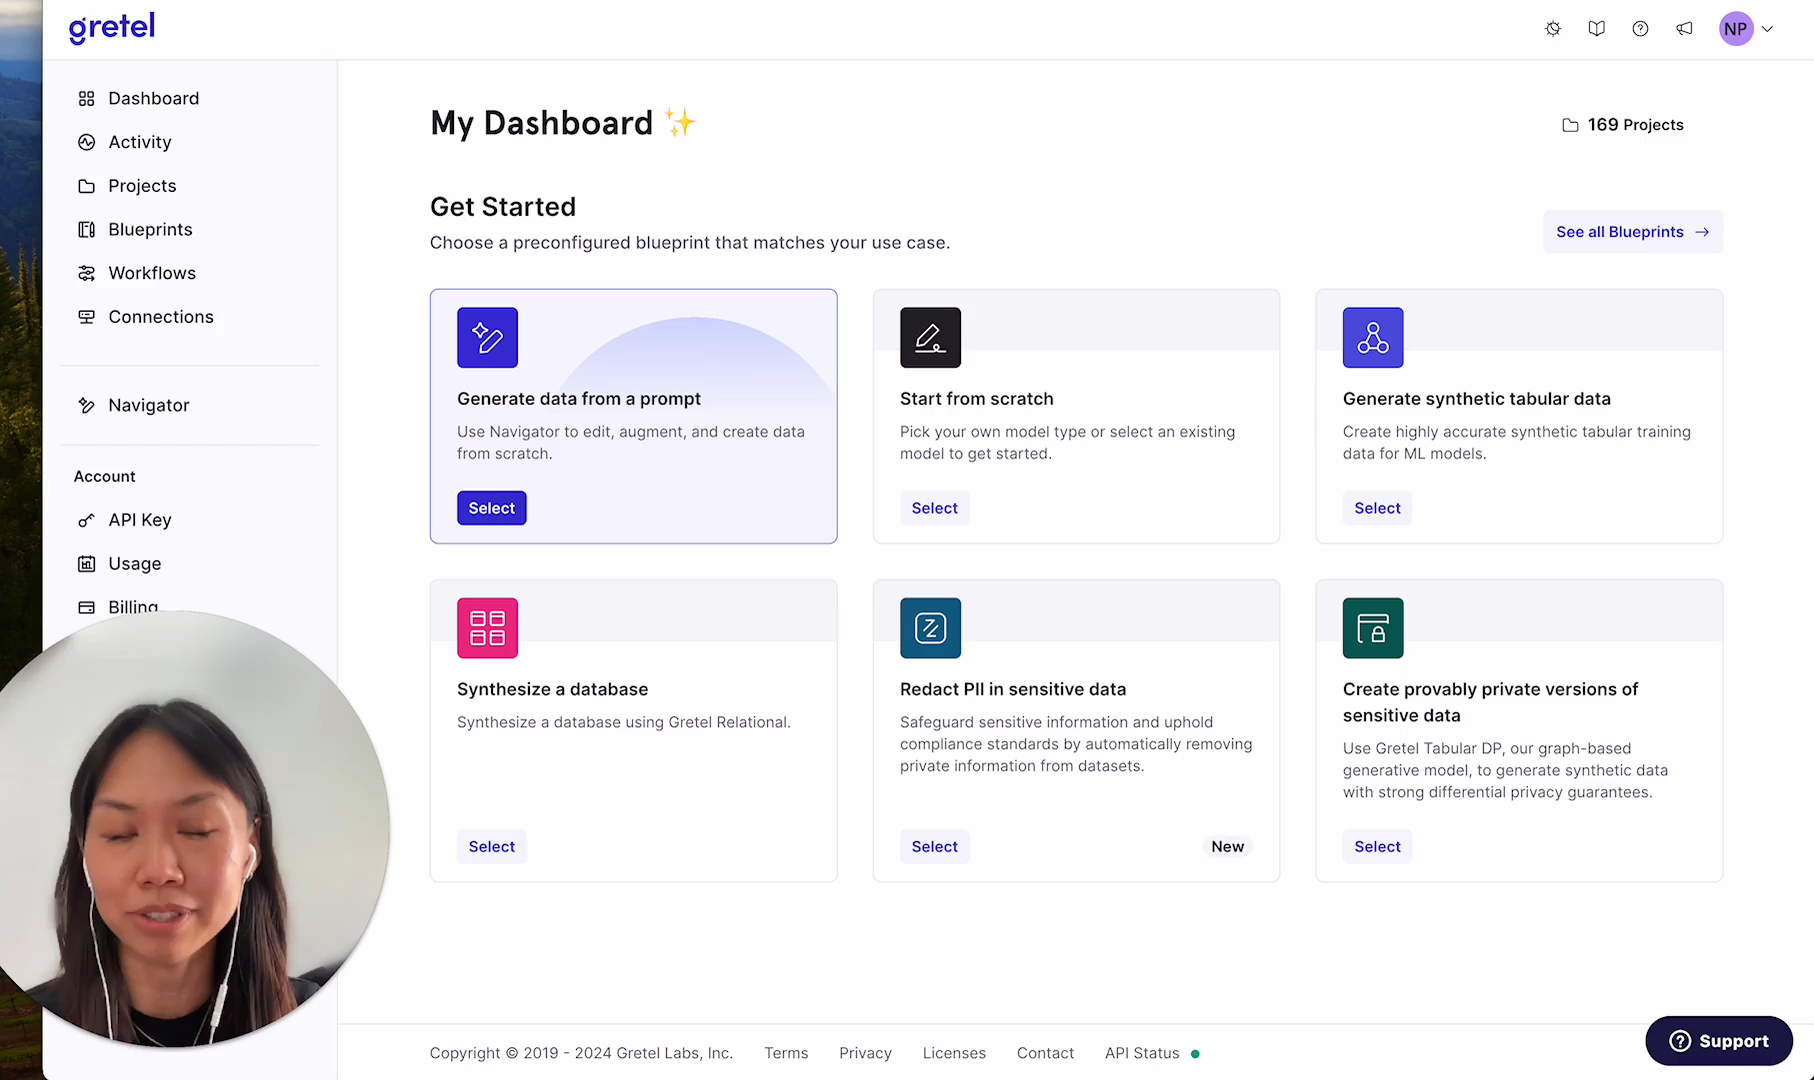 gretel
NP
Dashboard
Activity
Projects
Blueprints
Workflows
Connections
Navigator
Account
API Key
Usage
Billing
My Dashboard ✨
169 Projects
Get Started
Choose a preconfigured blueprint that matches your use case.
See all Blueprints →
Generate data from a prompt
Use Navigator to edit, augment, and create data
from scratch.
Select
Start from scratch
Pick your own model type or select an existing
model to get started.
Select
Generate synthetic tabular data
Create highly accurate synthetic tabular training
data for ML models.
Select
Synthesize a database
Synthesize a database using Gretel Relational.
Select
Redact PII in sensitive data
Safeguard sensitive information and uphold
compliance standards by automatically removing
private information from datasets.
Select
New
Create provably private versions of
sensitive data
Use Gretel Tabular DP, our graph-based
generative model, to generate synthetic data
with strong differential privacy guarantees.
Select
Copyright © 2019 - 2024 Gretel Labs, Inc.
Terms
Privacy
Licenses
Contact
API Status
Support